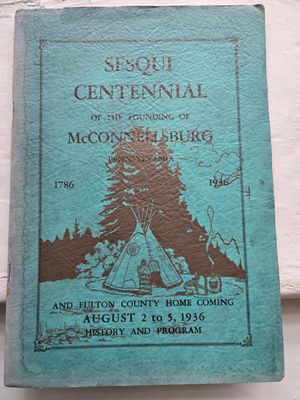 SESQUI
CENTENNIAL
OF THE FOUNDING OF
McCONNELLSBURG
PENNSYLVANIA
1786 1936
AND FULTON COUNTY HOME COMING
AUGUST 2 to 5, 1936
HISTORY AND PROGRAM